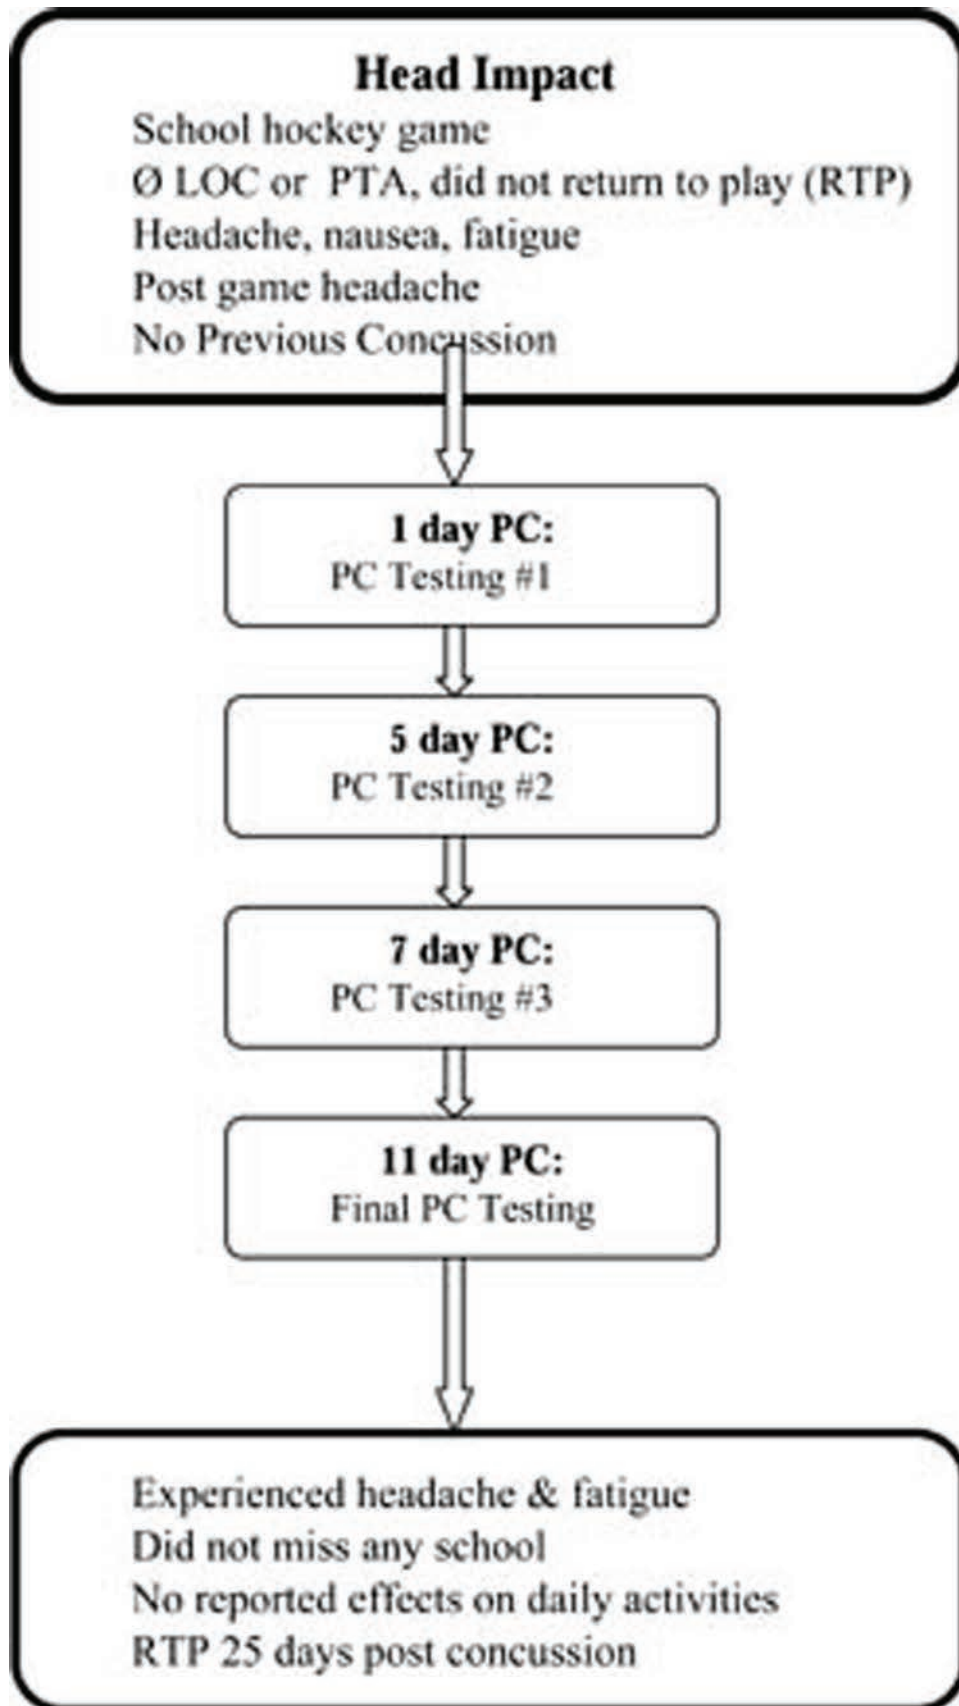 Head Impact
School hockey game
Ø LOC or PTA, did not return to play (RTP)
Headache, nausea, fatigue
Post game headache
No Previous Concussion
1 day PC:
PC Testing #1
5 day PC:
PC Testing #2
7 day PC:
PC Testing #3
11 day PC:
Final PC Testing
Experienced headache & fatigue
Did not miss any school
No reported effects on daily activities
RTP 25 days post concussion